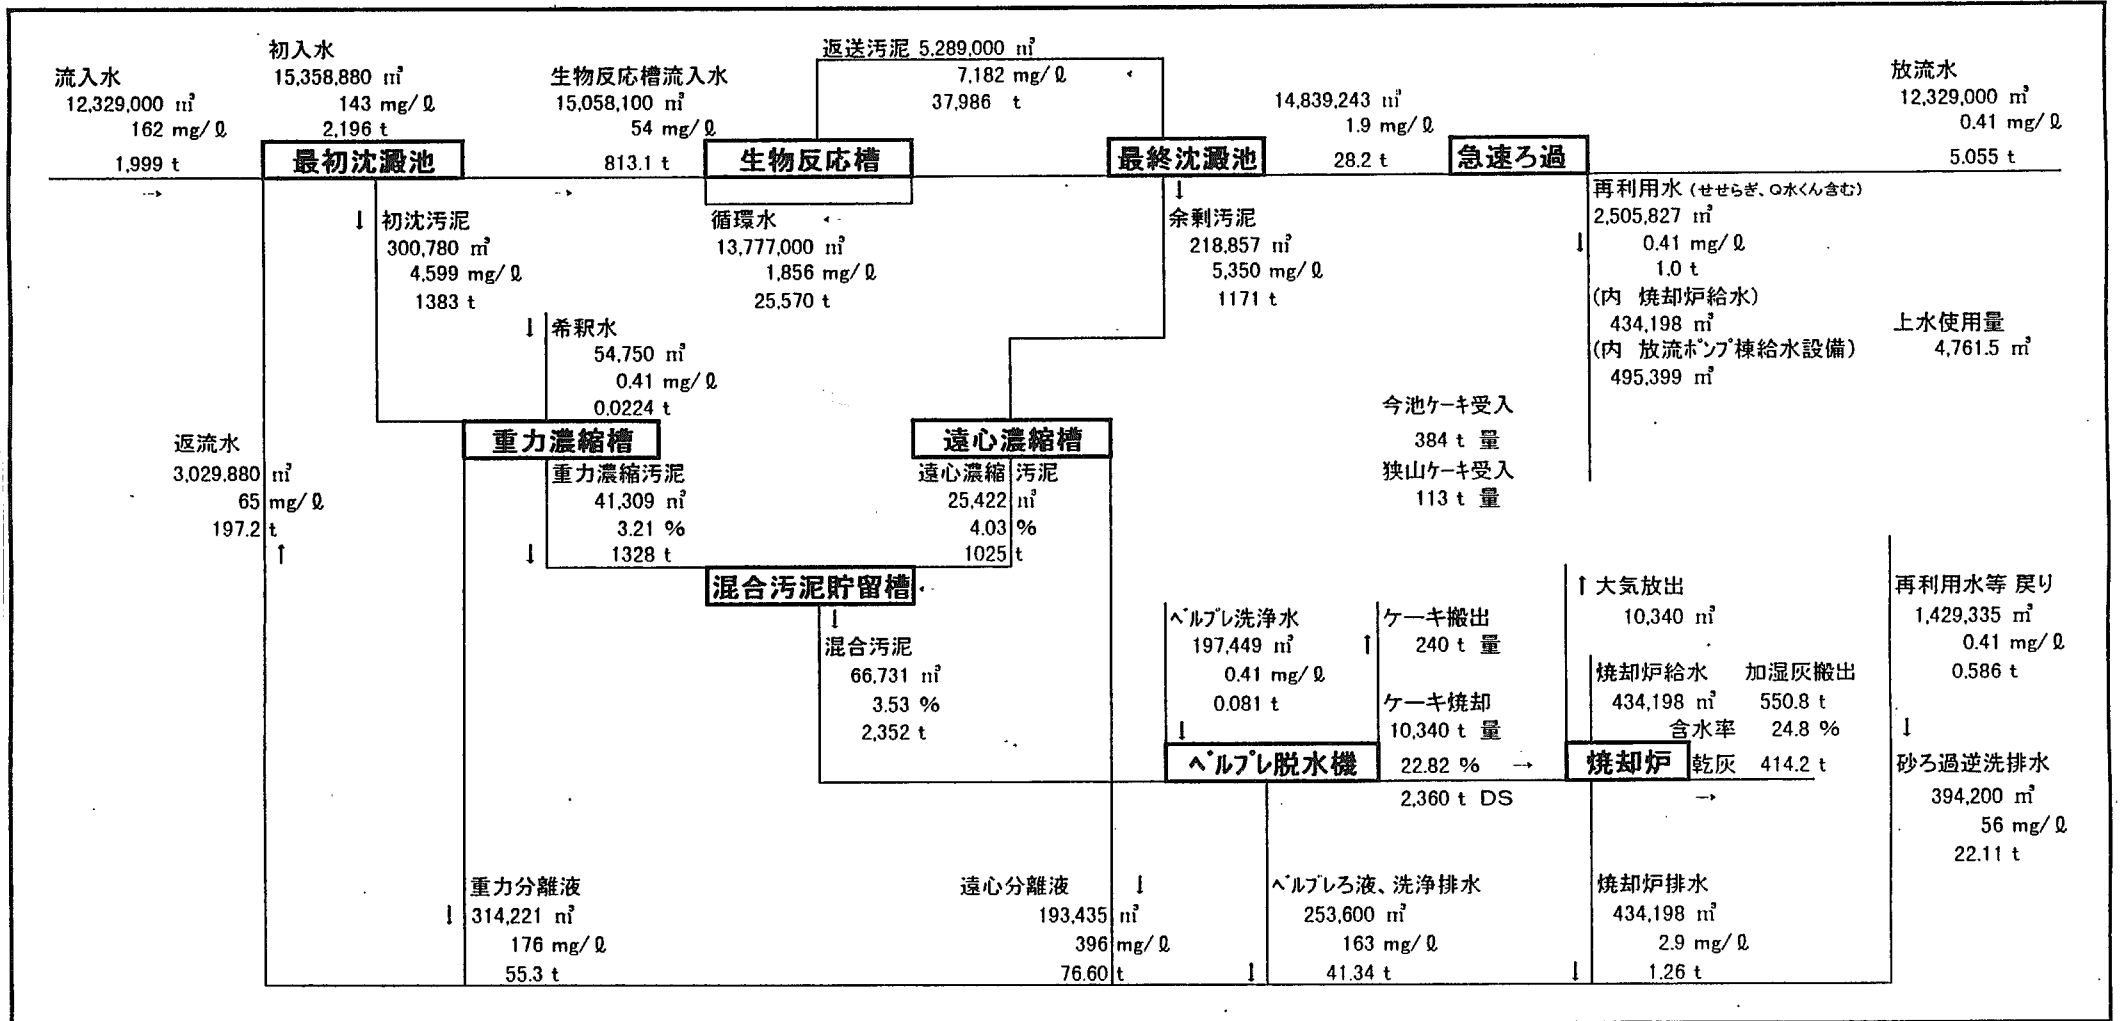 流入水
12,329,000 ㎥
162 mg/ℓ
1,999 t
初入水
15,358,880 ㎥
143 mg/ℓ
2,196 t
最初沈澱池
生物反応槽流入水
15,058,100 ㎥
54 mg/ℓ
813.1 t
生物反応槽
返送汚泥 5,289,000 ㎥
7,182 mg/ℓ
37,986 t
最終沈澱池
14,839,243 ㎥
1.9 mg/ℓ
28.2 t
急速ろ過
放流水
12,329,000 ㎥
0.41 mg/ℓ
5.055 t
→
→
↓ 初沈汚泥
300,780 ㎥
4,599 mg/ℓ
1383 t
循環水
13,777,000 ㎥
1,856 mg/ℓ
25,570 t
↓
余剰汚泥
218,857 ㎥
5,350 mg/ℓ
1171 t
再利用水 (せせらぎ、Q水くん含む)
2,505,827 ㎥
↓ 0.41 mg/ℓ
1.0 t
(内 焼却炉給水)
434,198 ㎥
(内 放流ポンプ棟給水設備)
495,399 ㎥
上水使用量
4,761.5 ㎥
↓ 希釈水
54,750 ㎥
0.41 mg/ℓ
0.0224 t
今池ケーキ受入
384 t 量
狭山ケーキ受入
113 t 量
返流水
3,029,880 ㎥
65 mg/ℓ
197.2 t
↑
重力濃縮槽
重力濃縮汚泥
41,309 ㎥
3.21 %
↓ 1328 t
遠心濃縮槽
遠心濃縮 汚泥
25,422 ㎥
4.03 %
1025 t
混合汚泥貯留槽
↓
混合汚泥
66,731 ㎥
3.53 %
2,352 t
ベルプレ洗浄水
197,449 ㎥
0.41 mg/ℓ
0.081 t
↓
ベルプレ脱水機
ケーキ搬出
↑ 240 t 量
ケーキ焼却
10,340 t 量
22.82 % →
2,360 t DS
↑ 大気放出
10,340 ㎥
焼却炉給水
434,198 ㎥
加湿灰搬出
550.8 t
含水率 24.8 %
焼却炉
乾灰 414.2 t
→
再利用水等 戻り
1,429,335 ㎥
0.41 mg/ℓ
0.586 t
↓
砂ろ過逆洗排水
394,200 ㎥
56 mg/ℓ
22.11 t
重力分離液
↓ 314,221 ㎥
176 mg/ℓ
55.3 t
遠心分離液 ↓
193,435 ㎥
396 mg/ℓ
76.60 t
ベルプレろ液、洗浄排水
253,600 ㎥
163 mg/ℓ
↓ 41.34 t
焼却炉排水
434,198 ㎥
2.9 mg/ℓ
↓ 1.26 t